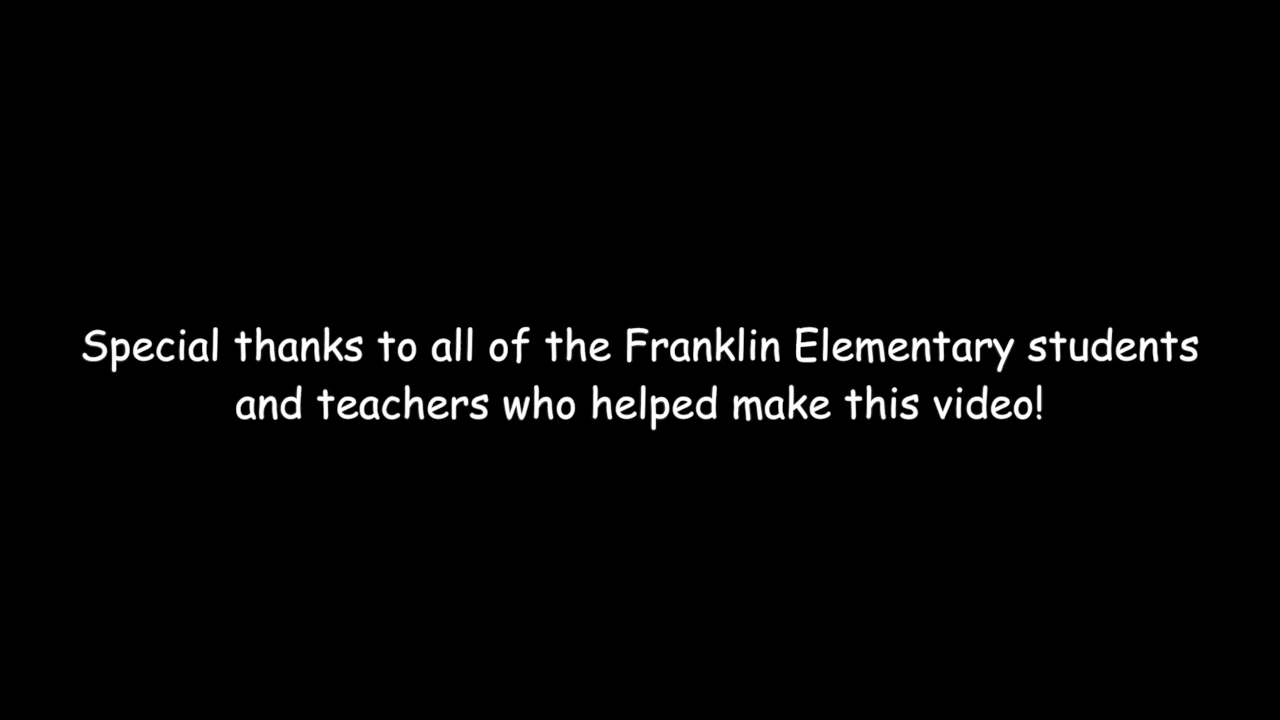 Special thanks to all of the Franklin Elementary students
and teachers who helped make this video!